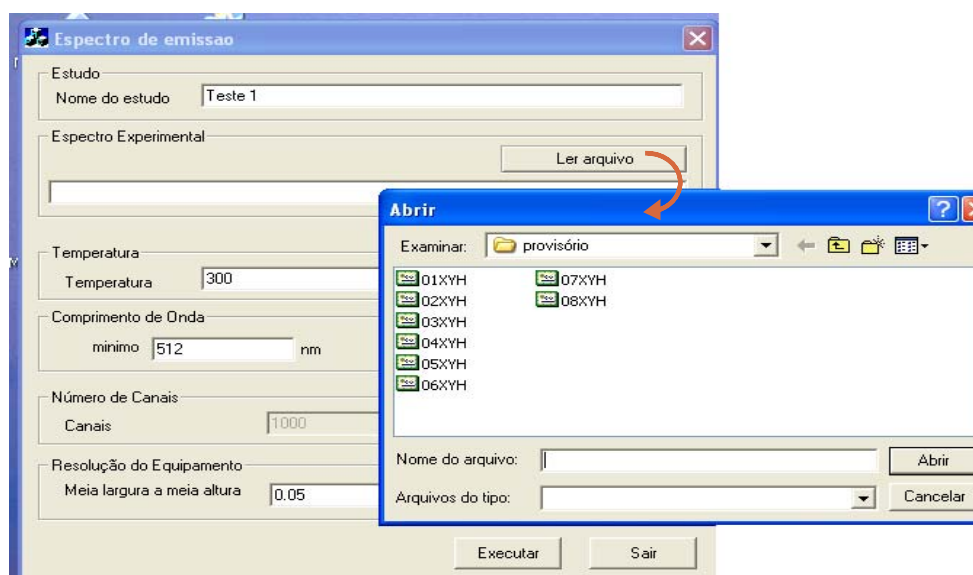 Espectro de emissao
Estudo
Nome do estudo Teste 1
Espectro Experimental
Ler arquivo
Temperatura
Temperatura 300
Comprimento de Onda
minimo 512 nm
Número de Canais
Canais 1000
Resolução do Equipamento
Meia largura a meia altura 0.05
Executar Sair
Abrir
Examinar: provisório
01XYH 07XYH
02XYH 08XYH
03XYH
04XYH
05XYH
06XYH
Nome do arquivo: Abrir
Arquivos do tipo: Cancelar